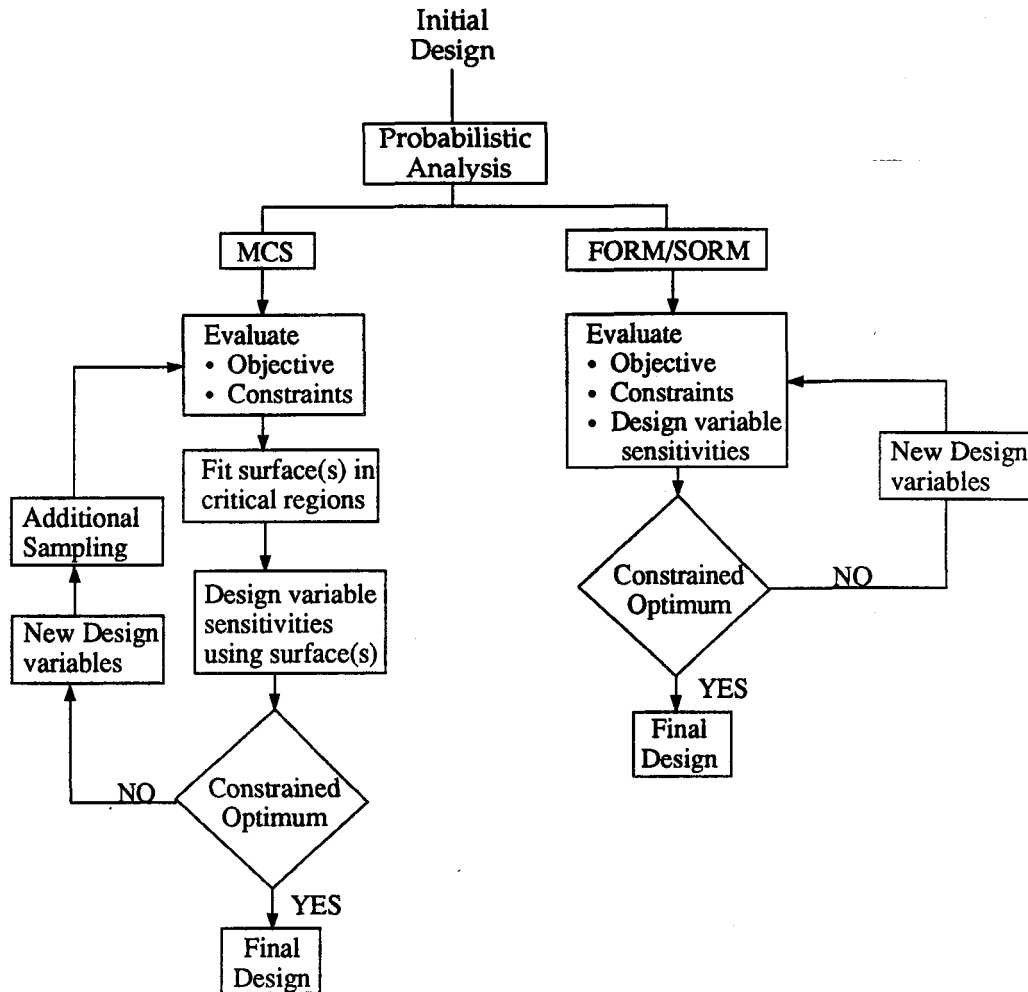 Initial
Design
Probabilistic
Analysis
MCS
Evaluate
• Objective
• Constraints
Fit surface(s) in
critical regions
Design variable
sensitivities
using surface(s)
Additional
Sampling
New Design
variables
NO
Constrained
Optimum
YES
Final
Design
FORM/SORM
Evaluate
• Objective
• Constraints
• Design variable
sensitivities
New Design
variables
Constrained
Optimum
NO
YES
Final
Design